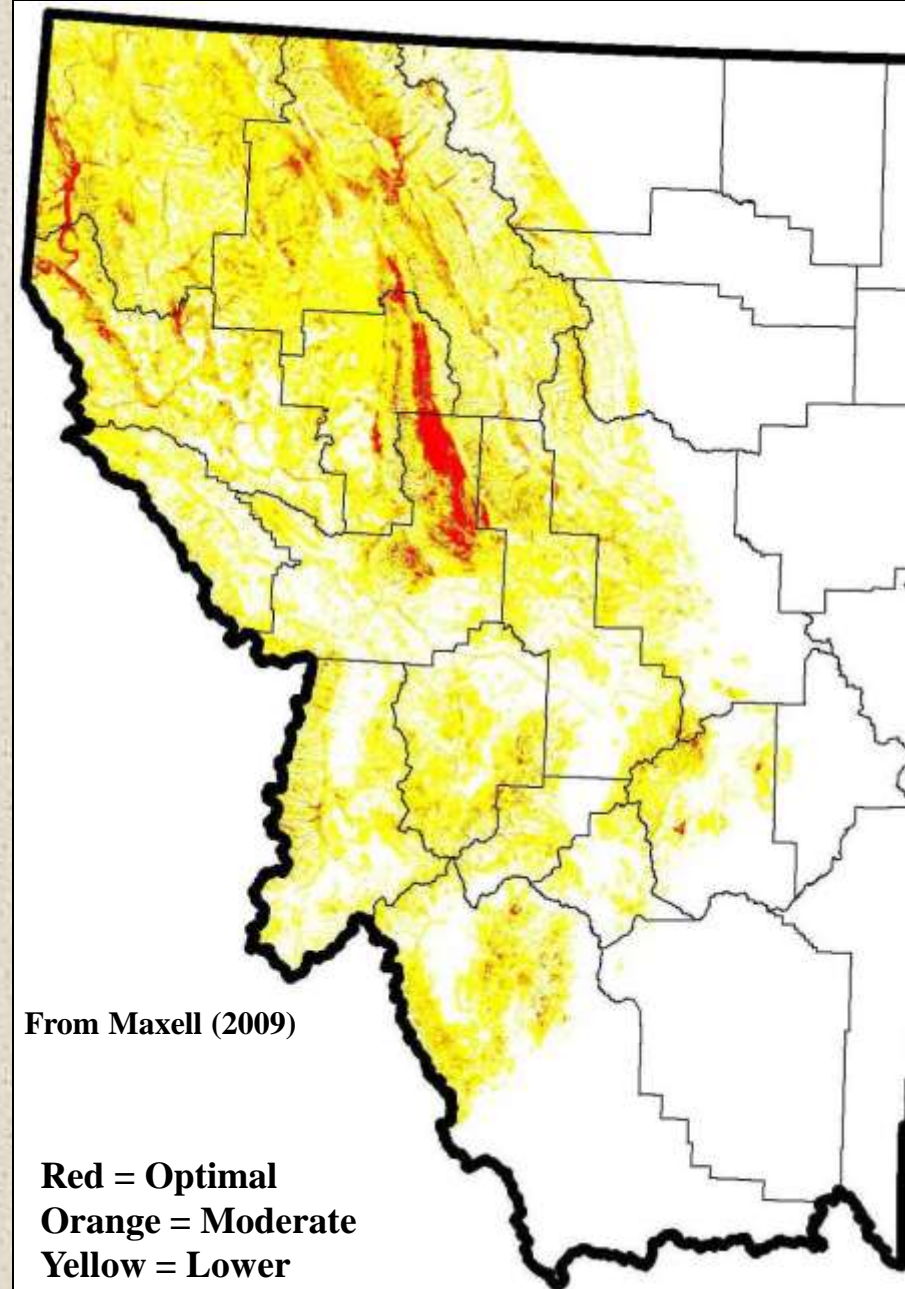 From Maxell (2009)
Red = Optimal
Orange = Moderate
Yellow = Lower